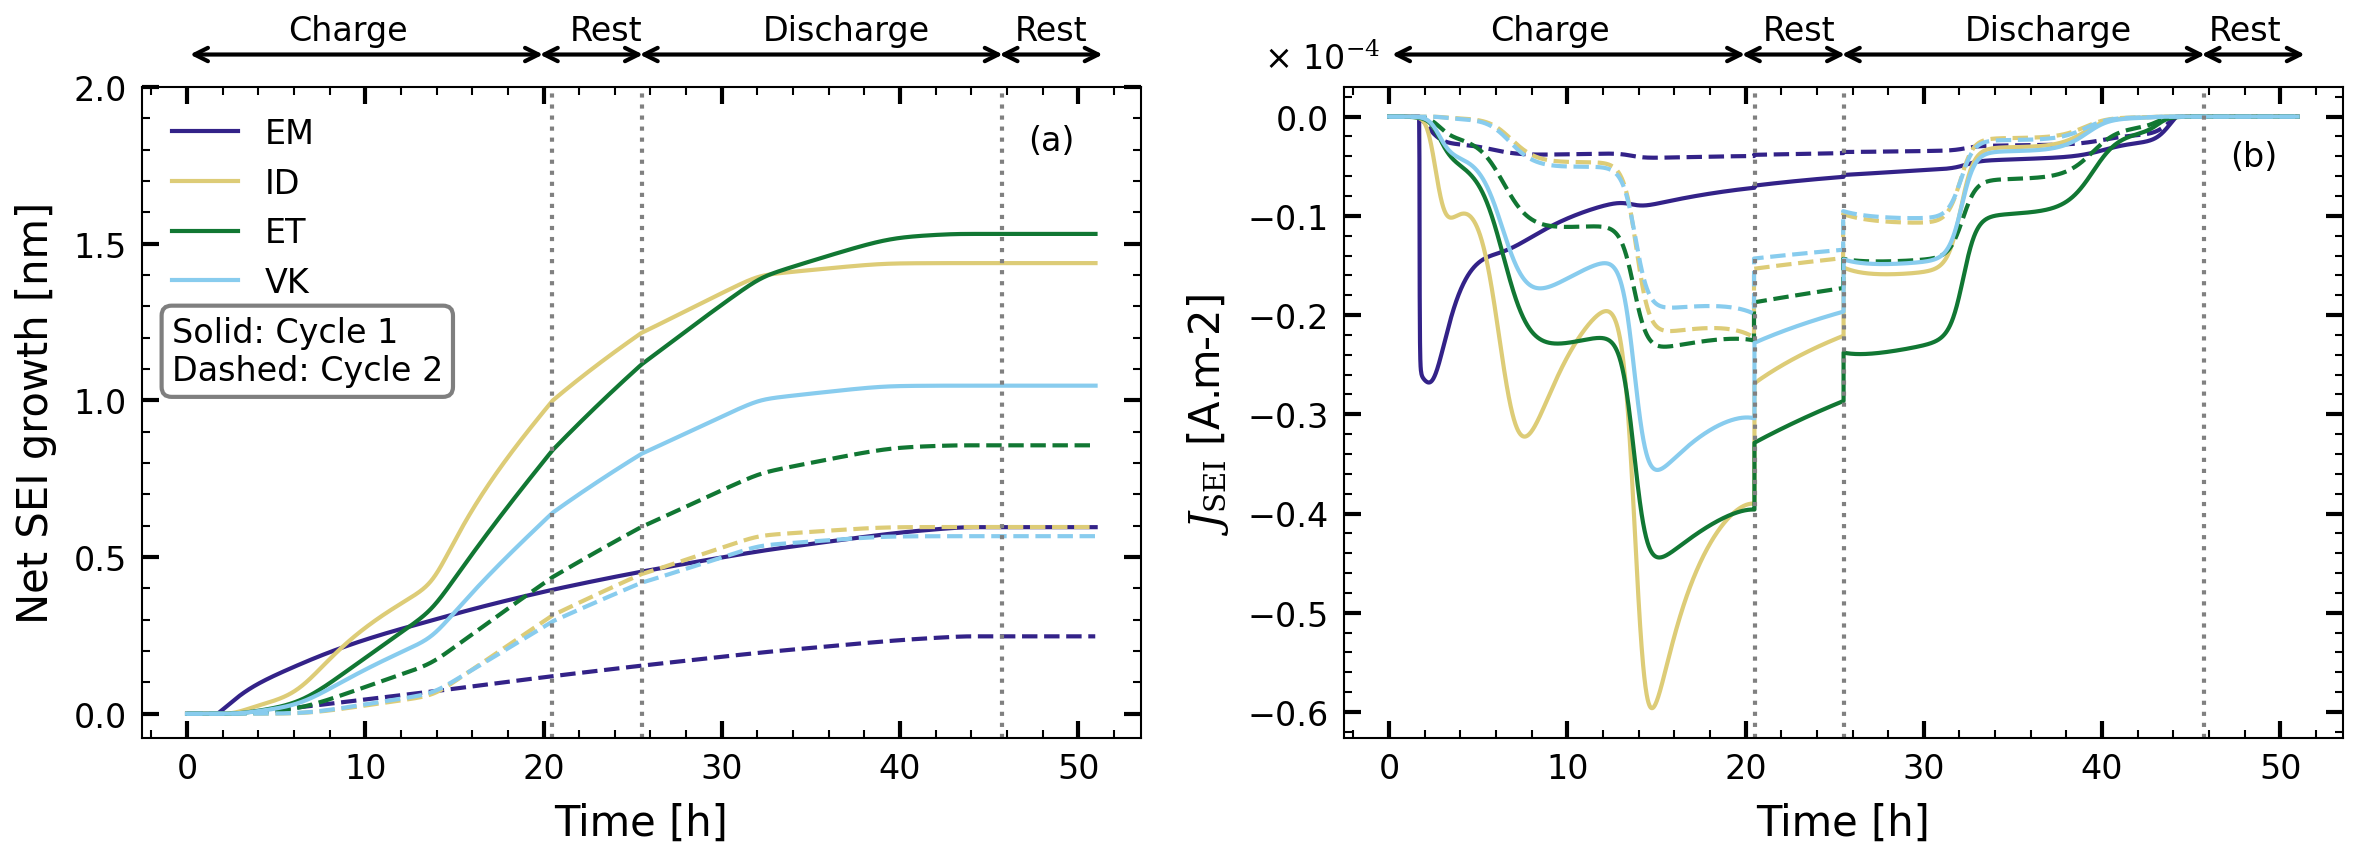 Charge Rest Discharge Rest
2.0
1.5
1.0
0.5
0.0
Net SEI growth [nm]
EM
ID
ET
VK
Solid: Cycle 1
Dashed: Cycle 2
(a)
0 10 20 30 40 50
Time [h]
Charge Rest Discharge Rest
× 10⁻⁴
0.0
−0.1
−0.2
−0.3
−0.4
−0.5
−0.6
J_SEI [A.m-2]
(b)
0 10 20 30 40 50
Time [h]